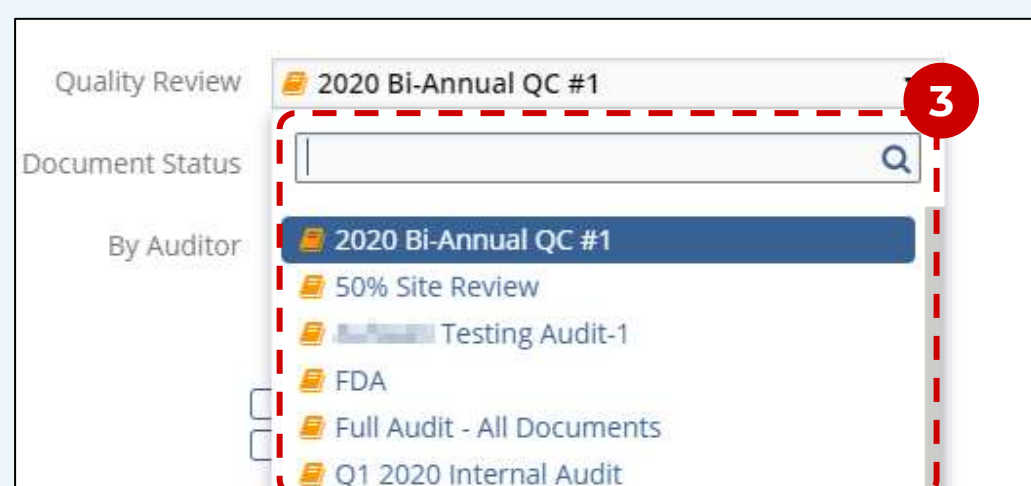 Quality Review
2020 Bi-Annual QC #1
3
Document Status
By Auditor
2020 Bi-Annual QC #1
50% Site Review
Testing Audit-1
FDA
Full Audit - All Documents
Q1 2020 Internal Audit